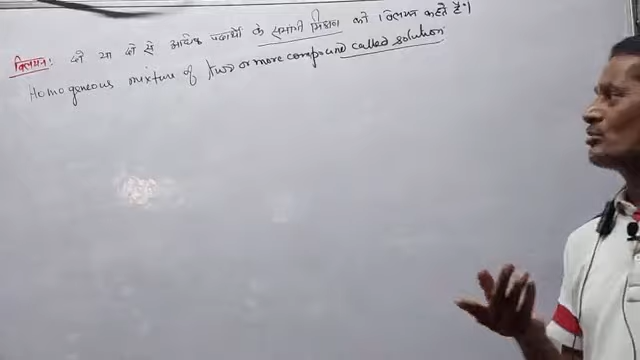 विलयन: दो या दो से अधिक पदार्थो के समांगी मिश्रण को विलयन कहते है।
Homogeneous mixture of two or more compound called solution